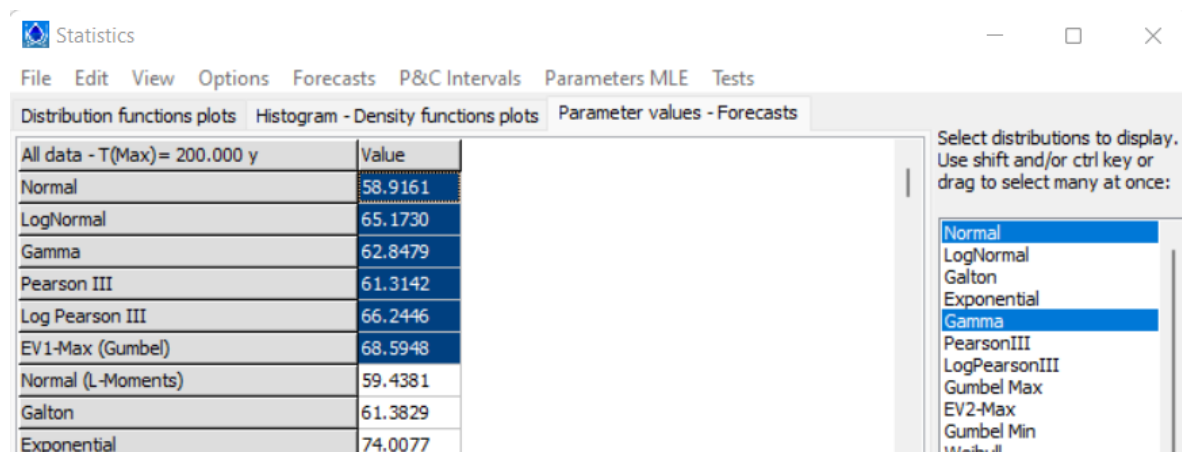 Statistics
File Edit View Options Forecasts P&C Intervals Parameters MLE Tests
Distribution functions plots Histogram - Density functions plots Parameter values - Forecasts
All data - T(Max)= 200.000 y Value
Normal 58.9161
LogNormal 65.1730
Gamma 62.8479
Pearson III 61.3142
Log Pearson III 66.2446
EV1-Max (Gumbel) 68.5948
Normal (L-Moments) 59.4381
Galton 61.3829
Exponential 74.0077
Select distributions to display.
Use shift and/or ctrl key or
drag to select many at once:
Normal
LogNormal
Galton
Exponential
Gamma
PearsonIII
LogPearsonIII
Gumbel Max
EV2-Max
Gumbel Min
Weibull